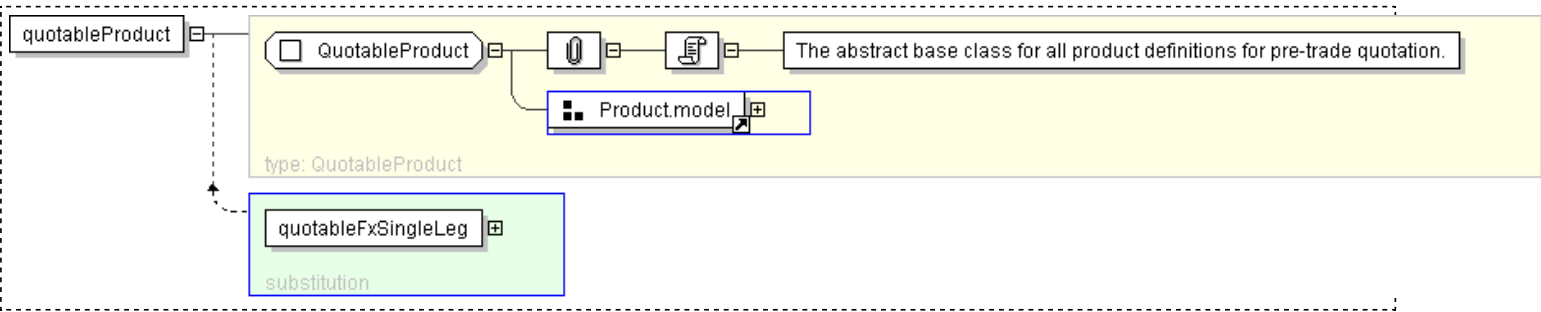 quotableProduct
QuotableProduct
The abstract base class for all product definitions for pre-trade quotation.
Product.model
type: QuotableProduct
quotableFxSingleLeg
substitution